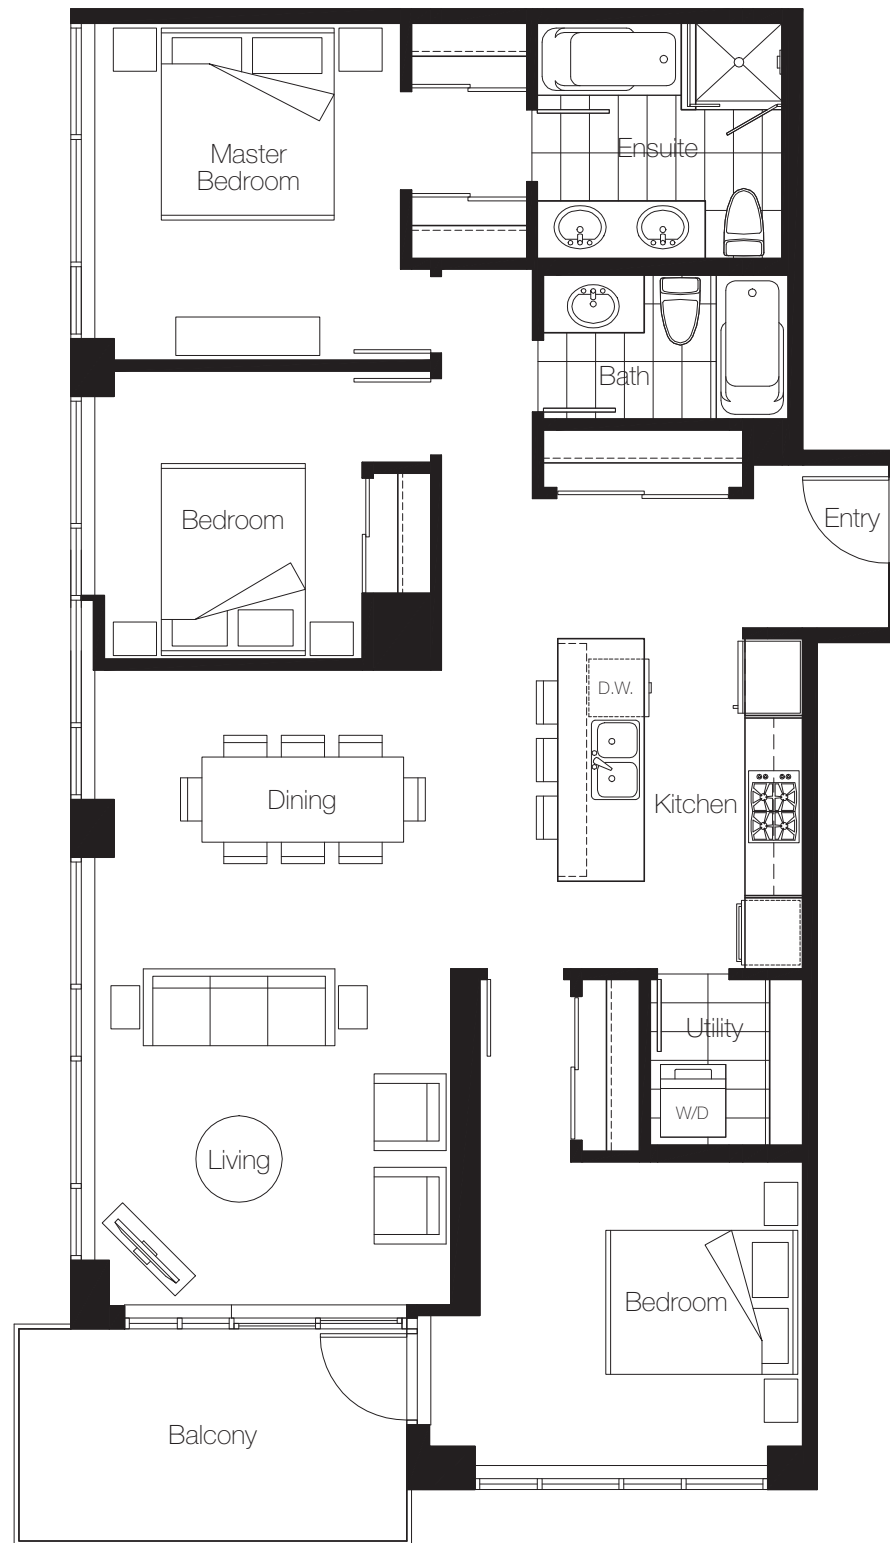 Master
Bedroom
Ensuite
Bath
Bedroom
Entry
D.W.
Dining
Kitchen
Utility
W/D
Living
Bedroom
Balcony